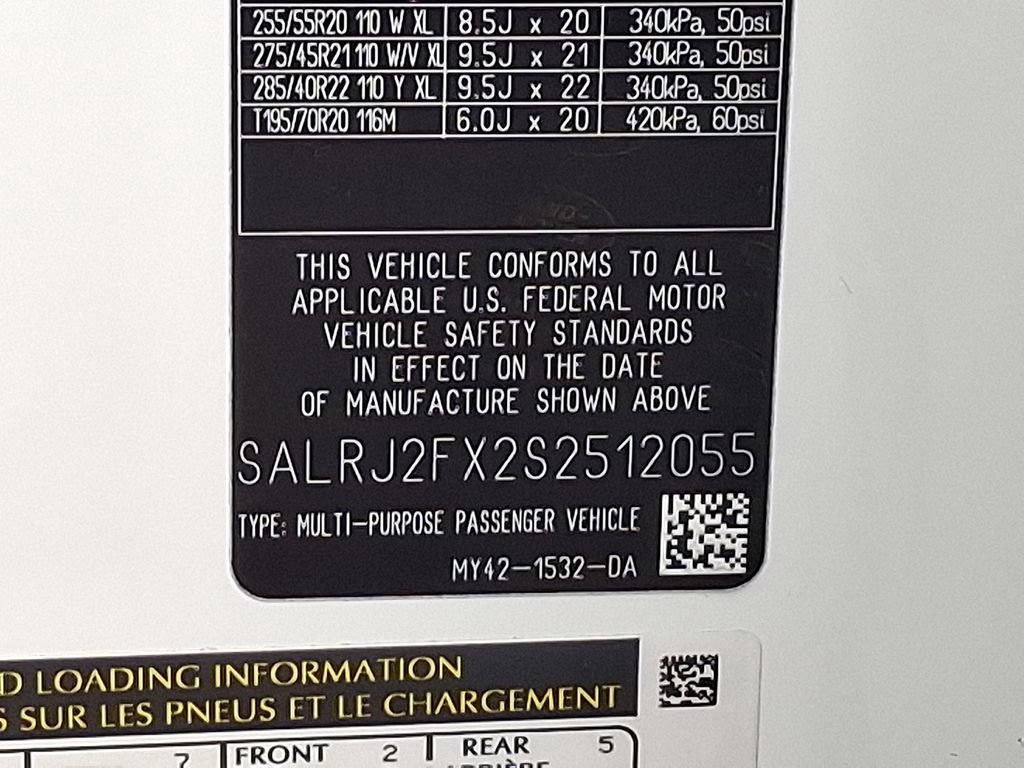 255/55R20 110 W XL 8.5J x 20 340kPa, 50psi
275/45R21 110 W/V XL 9.5J x 21 340kPa, 50psi
285/40R22 110 Y XL 9.5J x 22 340kPa, 50psi
T195/70R20 116M 6.0J x 20 420kPa, 60psi
THIS VEHICLE CONFORMS TO ALL
APPLICABLE U.S. FEDERAL MOTOR
VEHICLE SAFETY STANDARDS
IN EFFECT ON THE DATE
OF MANUFACTURE SHOWN ABOVE
SALRJ2FX2S2512055
TYPE: MULTI-PURPOSE PASSENGER VEHICLE
MY42-1532-DA
D LOADING INFORMATION
S SUR LES PNEUS ET LE CHARGEMENT
7 FRONT 2 REAR 5